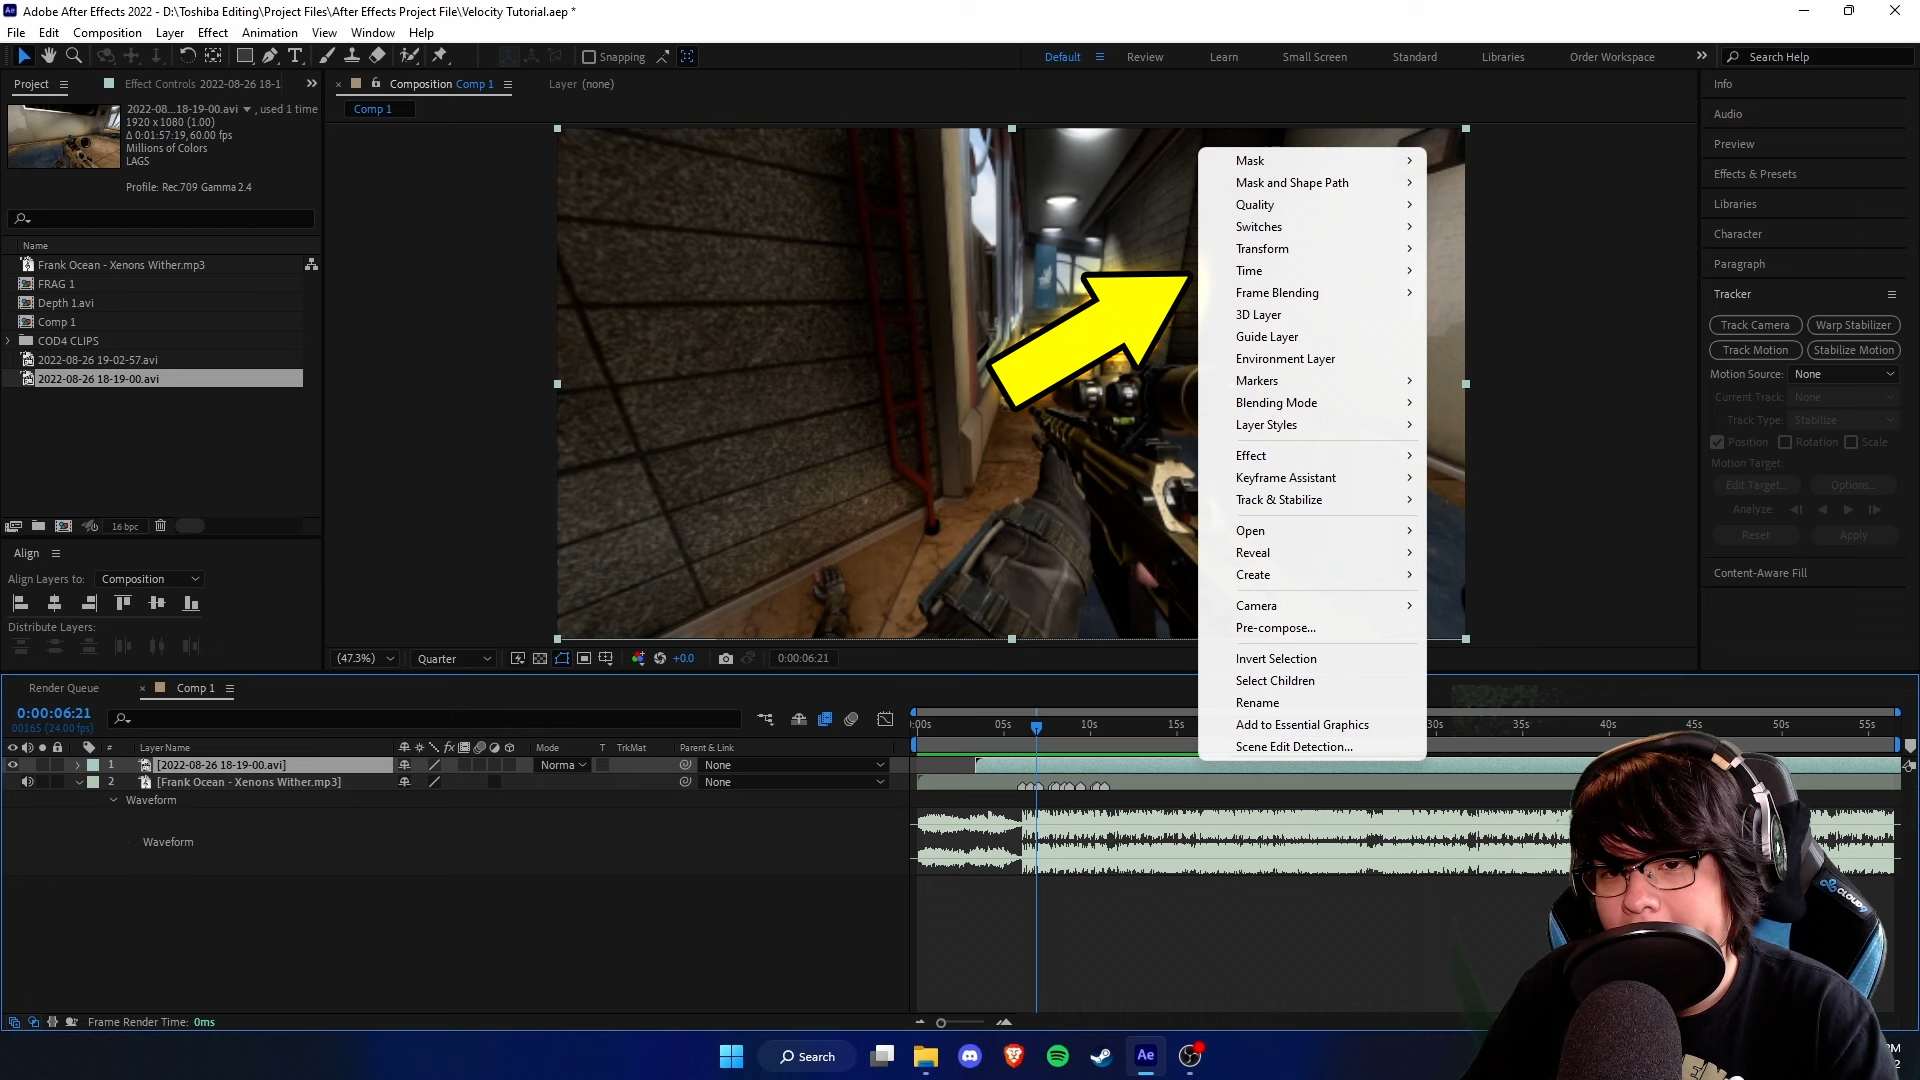 Adobe After Effects 2022 - D:\Toshiba Editing\Project Files\After Effects Project File\Velocity Tutorial.aep *
File Edit Composition Layer Effect Animation View Window Help
Snapping
Default Review Learn Small Screen Standard Libraries Order Workspace Search Help
Project Effect Controls 2022-08-26 18-1
2022-08...18-19-00.avi , used 1 time
1920 x 1080 (1.00)
Δ 0:01:57:19, 60.00 fps
Millions of Colors
LAGS
Profile: Rec.709 Gamma 2.4
Name
Frank Ocean - Xenons Wither.mp3
FRAG 1
Depth 1.avi
Comp 1
COD4 CLIPS
2022-08-26 19-02-57.avi
2022-08-26 18-19-00.avi
16 bpc
Align
Align Layers to: Composition
Distribute Layers:
Composition Comp 1 Layer (none)
Comp 1
(47.3%) Quarter +0.0 0:00:06:21
Mask
Mask and Shape Path
Quality
Switches
Transform
Time
Frame Blending
3D Layer
Guide Layer
Environment Layer
Markers
Blending Mode
Layer Styles
Effect
Keyframe Assistant
Track & Stabilize
Open
Reveal
Create
Camera
Pre-compose...
Invert Selection
Select Children
Rename
Add to Essential Graphics
Scene Edit Detection...
Info
Audio
Preview
Effects & Presets
Libraries
Character
Paragraph
Tracker
Track Camera Warp Stabilizer
Track Motion Stabilize Motion
Motion Source: None
Current Track: None
Track Type: Stabilize
Position Rotation Scale
Motion Target:
Edit Target... Options...
Analyze:
Reset Apply
Content-Aware Fill
Render Queue Comp 1
0:00:06:21
00165 (24.00 fps)
:00s 05s 10s 15s 30s 35s 40s 45s 50s 55s
# Layer Name fx Mode T TrkMat Parent & Link
1 [2022-08-26 18-19-00.avi] Norma None
2 [Frank Ocean - Xenons Wither.mp3] None
Waveform
Waveform
Frame Render Time: 0ms
Search
Ae
CLOUD9